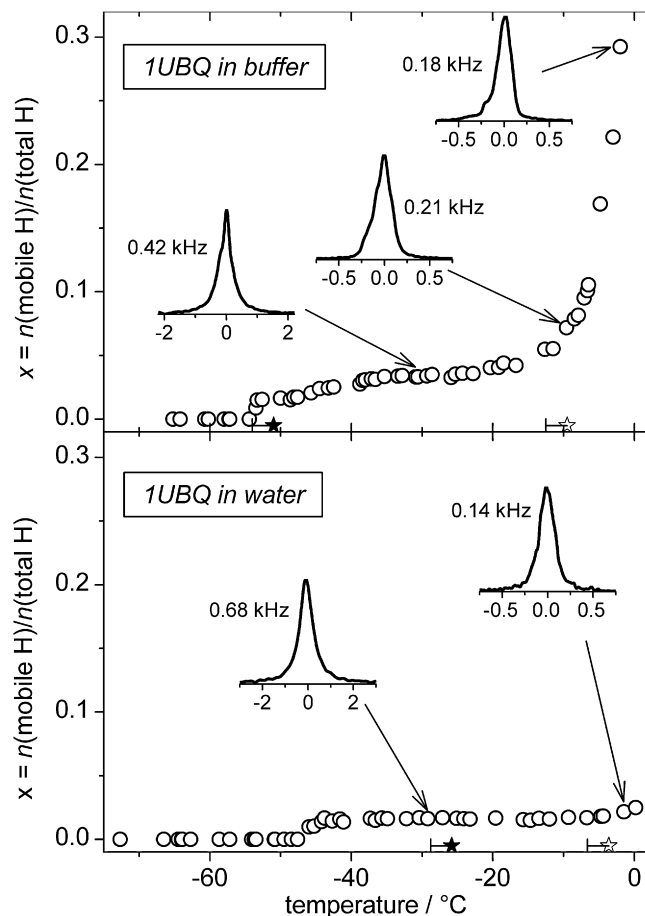 0.3
1UBQ in buffer
0.18 kHz
-0.5 0.0 0.5
0.2
0.21 kHz
0.42 kHz
-0.5 0.0 0.5
0.1
-2 0 2
0.0
x = n(mobile H)/n(total H)
0.3
1UBQ in water
0.14 kHz
-0.5 0.0 0.5
0.2
0.68 kHz
-2 0 2
0.1
0.0
x = n(mobile H)/n(total H)
-60 -40 -20 0
temperature / °C